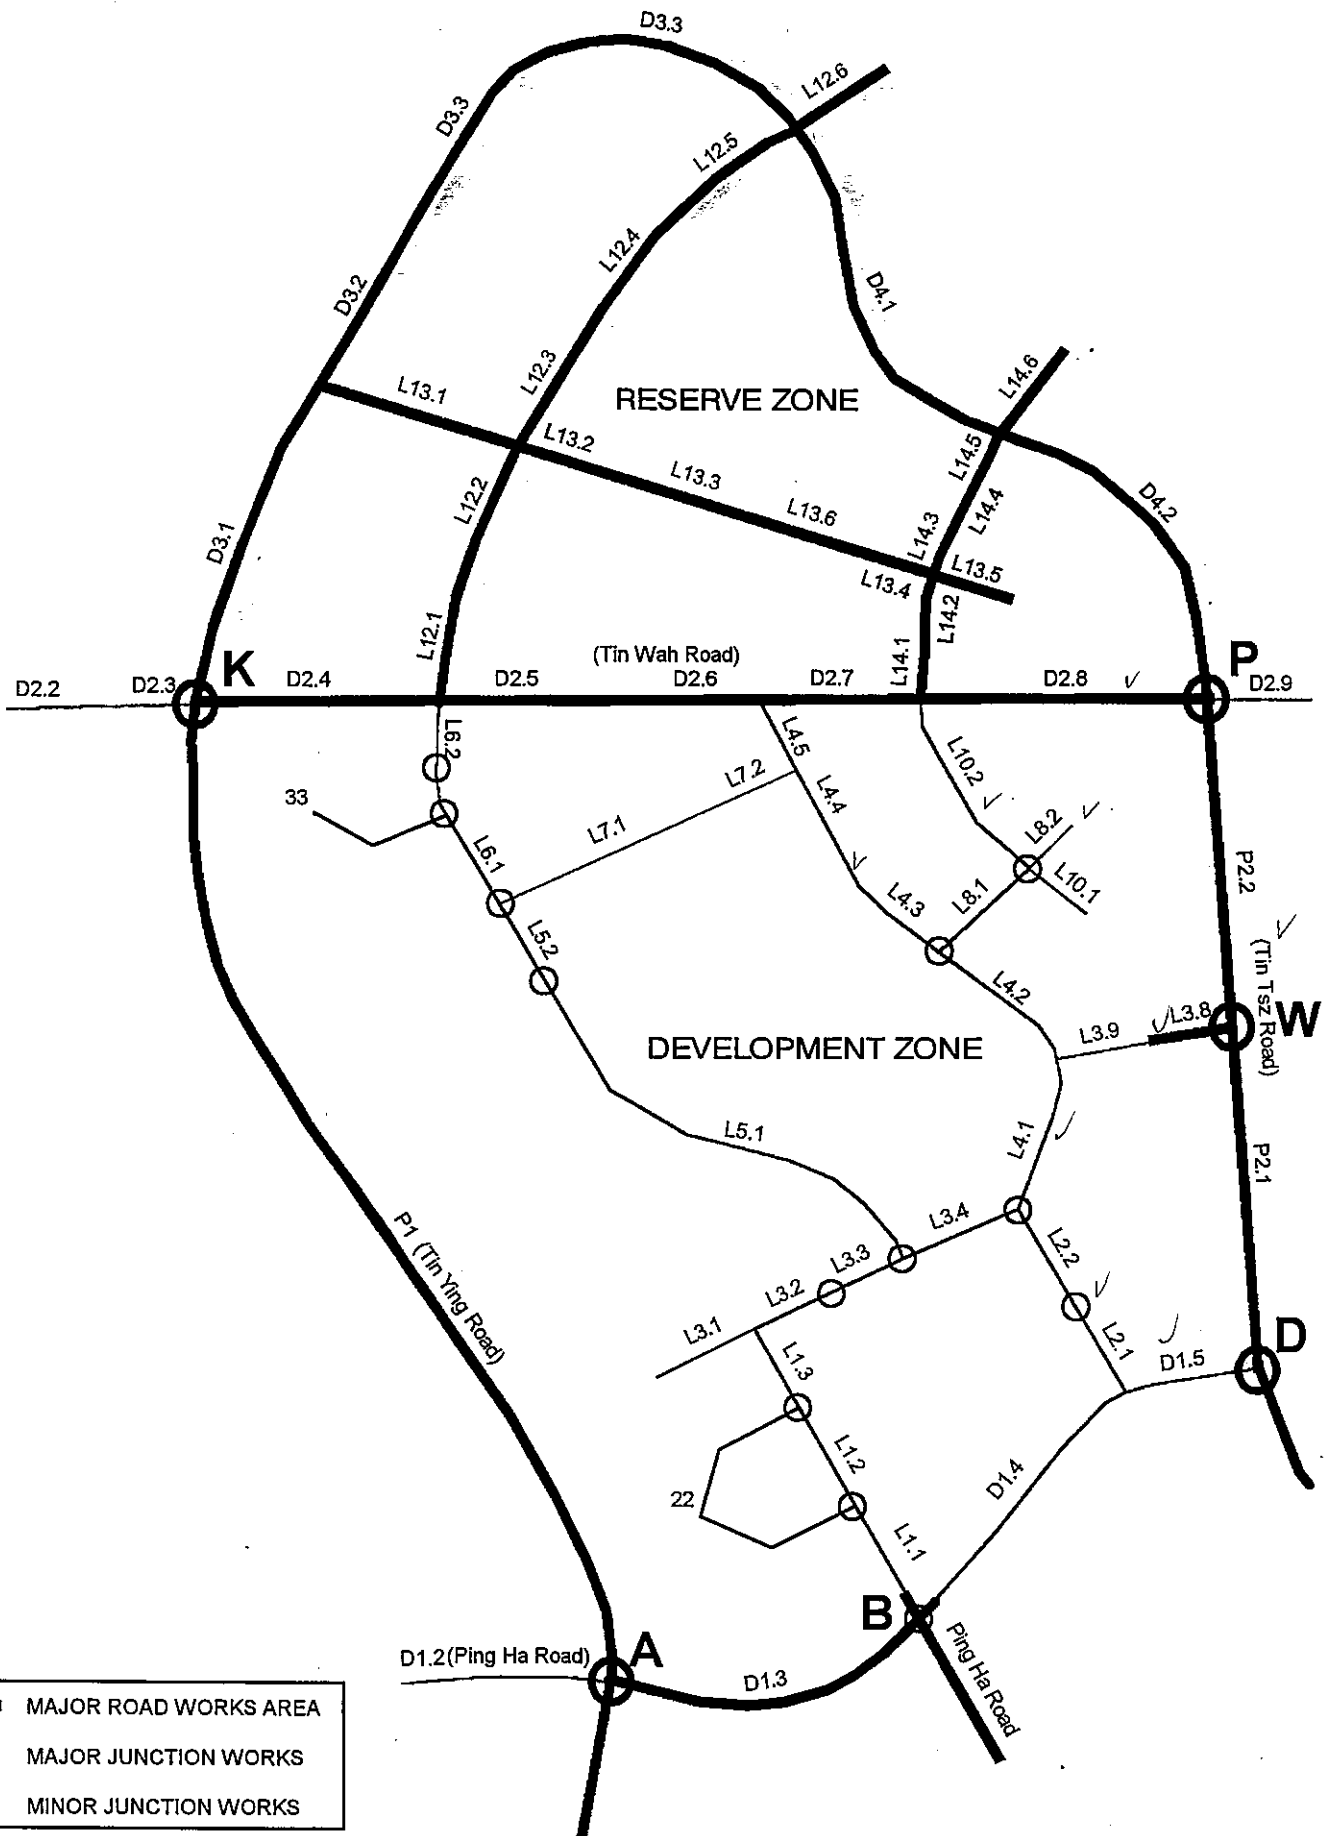 D3.3
L12.6
D3.3
L12.5
L12.4
D4.1
D3.2
L12.3
L14.6
L13.1
RESERVE ZONE
L13.2
L14.5
L13.3
L14.4
D4.2
L12.2
L13.6
L14.3
D3.1
L13.4
L13.5
L14.2
L12.1
(Tin Wah Road)
L14.1
K
P
D2.2
D2.3
D2.4
D2.5
D2.6
D2.7
D2.8
D2.9
L6.2
L4.5
L10.2
L7.2
L4.4
33
L7.1
L8.2
L6.1
P2.2
L4.3
L8.1
L10.1
L5.2
L4.2
(Tin Tsz Road)
L3.9
L3.8
W
DEVELOPMENT ZONE
L5.1
L4.1
P2.1
P1 (Tin Ying Road)
L3.4
L2.2
L3.3
L3.2
L3.1
L2.1
D
D1.5
L1.3
L1.2
D1.4
22
L1.1
B
Ping Ha Road
D1.2(Ping Ha Road)
A
D1.3
MAJOR ROAD WORKS AREA
MAJOR JUNCTION WORKS
MINOR JUNCTION WORKS